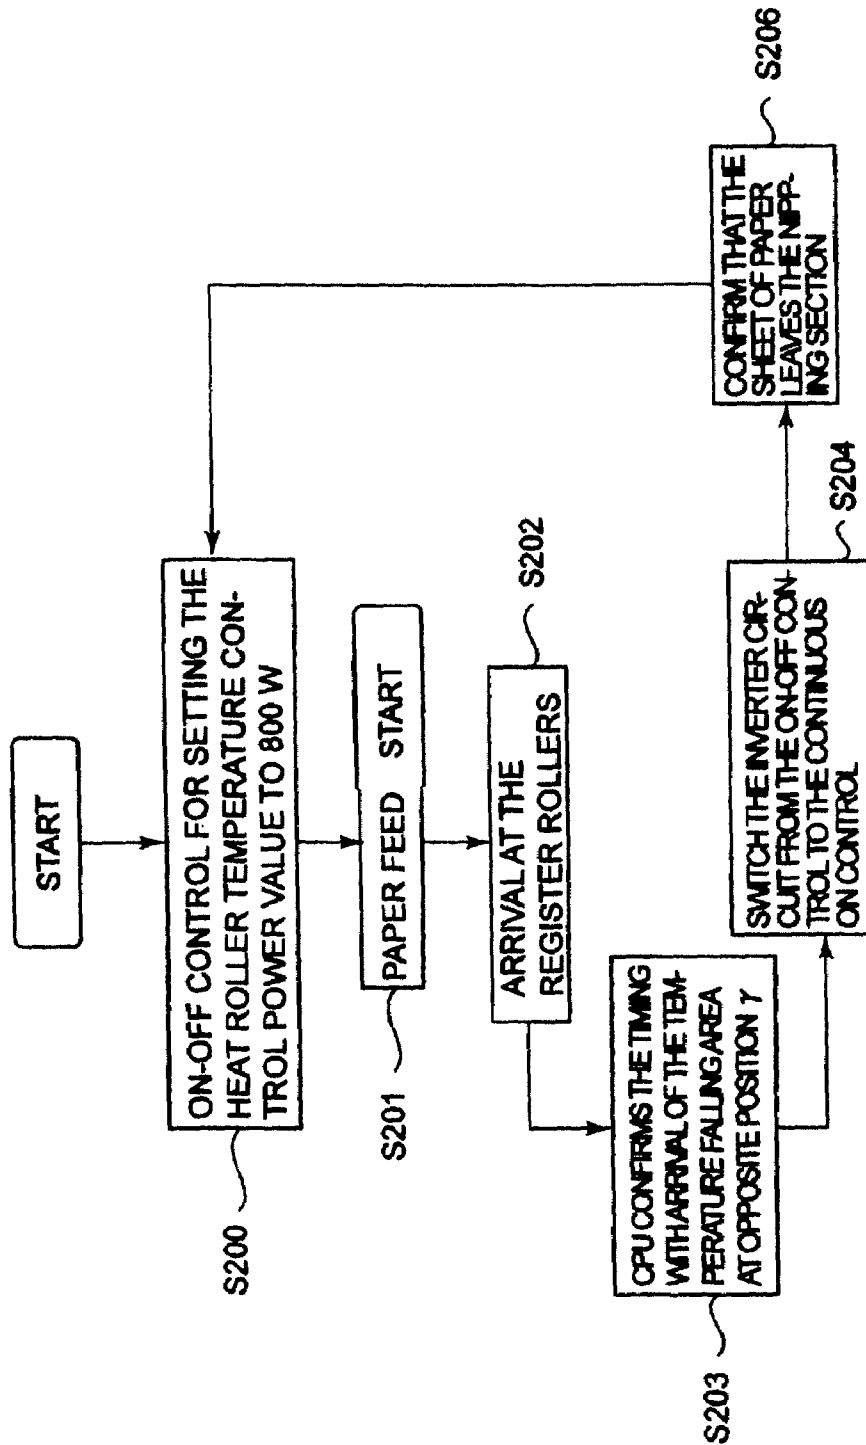 START
ON-OFF CONTROL FOR SETTING THE
HEAT ROLLER TEMPERATURE CON-
TROL POWER VALUE TO 800 W
S200
PAPER FEED START
S201
ARRIVAL AT THE
REGISTER ROLLERS
S202
CPU CONFIRMS THE TIMING
WITH ARRIVAL OF THE TEM-
PERATURE FALLING AREA
AT OPPOSITE POSITION γ
S203
SWITCH THE INVERTER CIR-
CUIT FROM THE ON-OFF CON-
TROL TO THE CONTINUOUS
ON CONTROL
S204
CONFIRM THAT THE
SHEET OF PAPER
LEAVES THE NIPP-
ING SECTION
S206